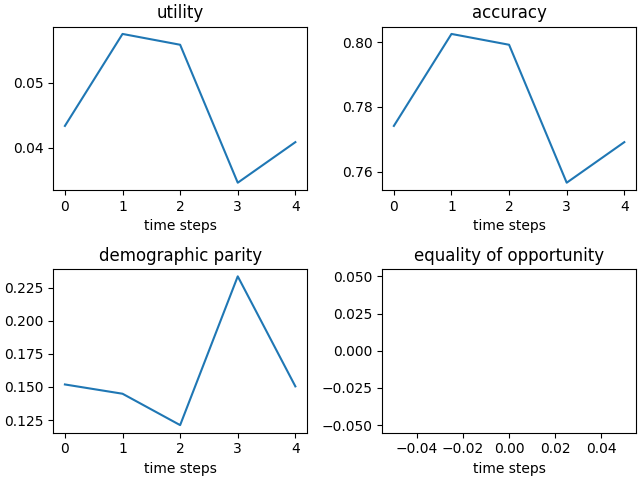 utility
0.05
0.04
0 1 2 3 4
time steps
accuracy
0.80
0.78
0.76
0 1 2 3 4
time steps
demographic parity
0.225
0.200
0.175
0.150
0.125
0 1 2 3 4
time steps
equality of opportunity
0.050
0.025
0.000
−0.025
−0.050
−0.04 −0.02 0.00 0.02 0.04
time steps